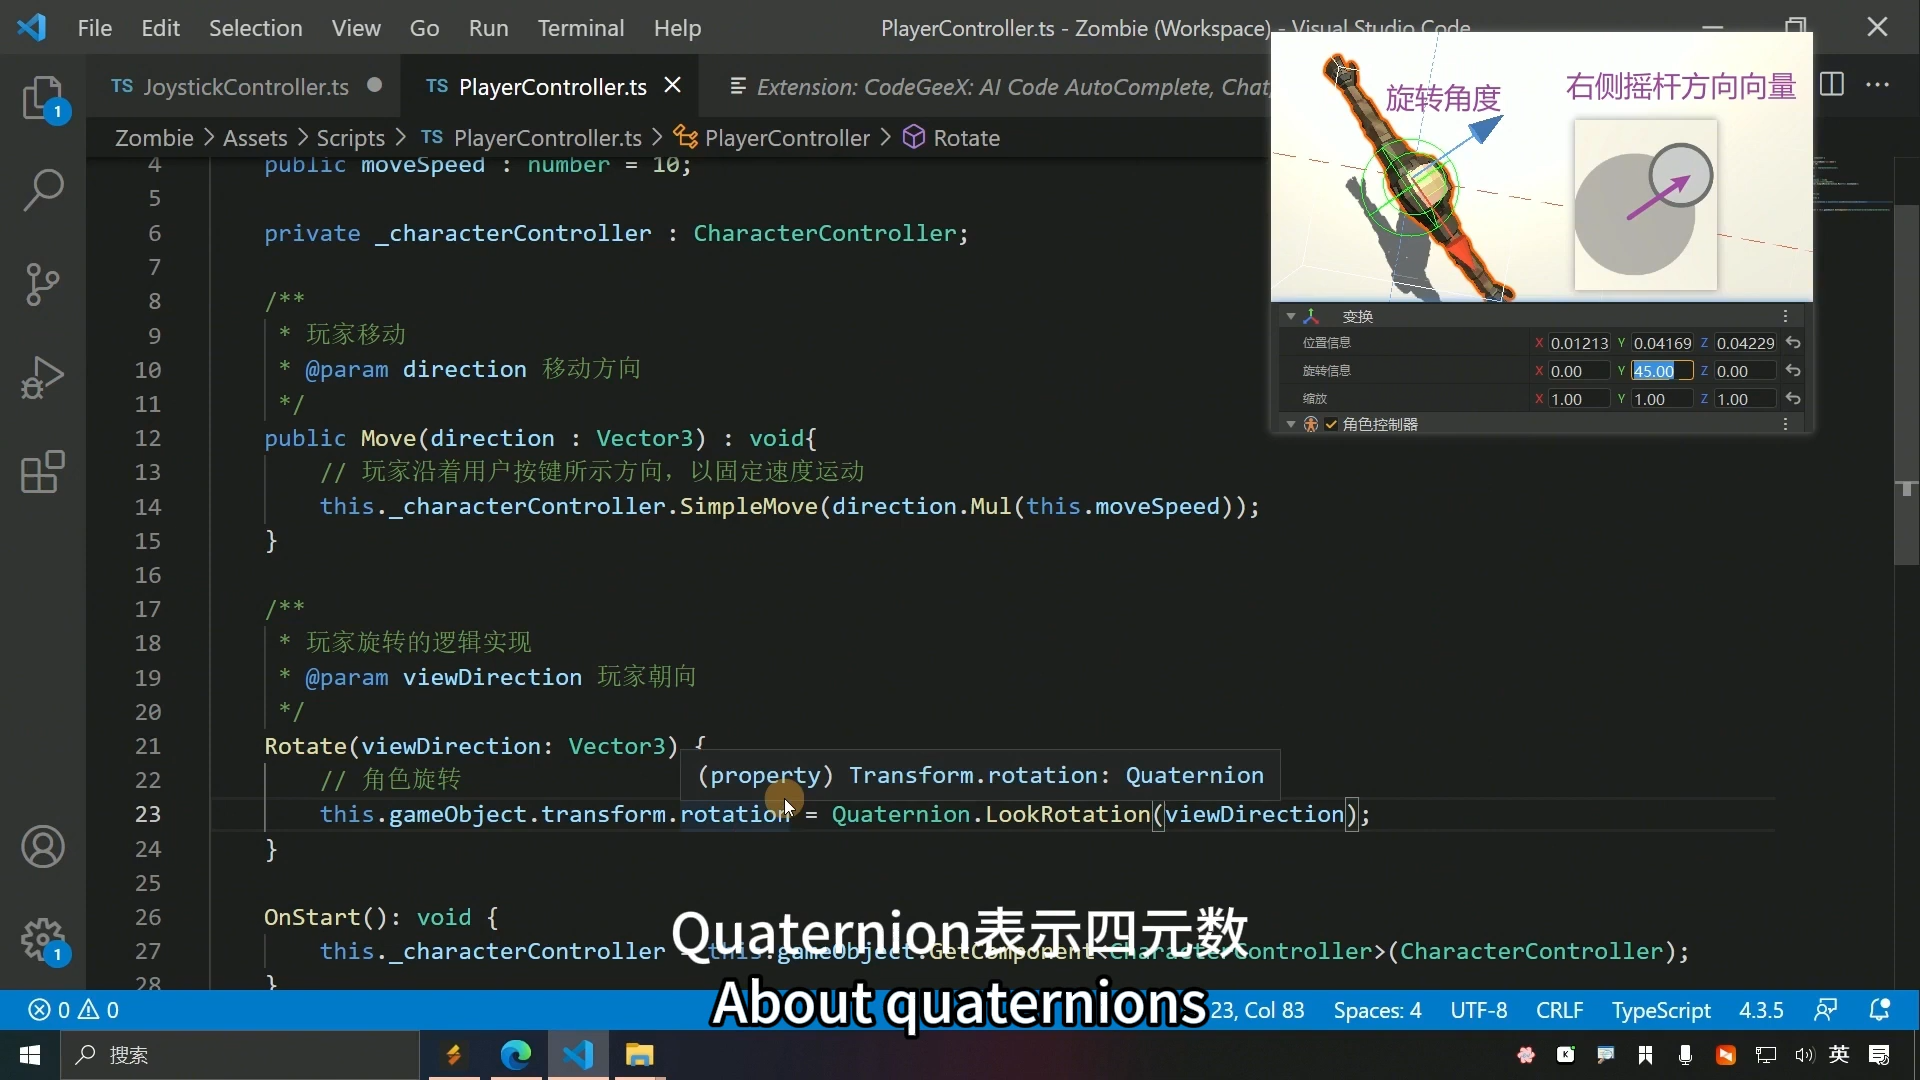 File Edit Selection View Go Run Terminal Help
PlayerController.ts - Zombie (Workspace) - Visual Studio Code
TS JoystickController.ts
TS PlayerController.ts
Extension: CodeGeeX: AI Code AutoComplete, Chat,
Zombie > Assets > Scripts > TS PlayerController.ts > PlayerController > Rotate
旋转角度
右侧摇杆方向向量
变换
位置信息 X 0.01213 Y 0.04169 Z 0.04229
旋转信息 X 0.00 Y 45.00 Z 0.00
缩放 X 1.00 Y 1.00 Z 1.00
角色控制器
4 public moveSpeed : number = 10;
5
6 private _characterController : CharacterController;
7
8 /**
9 * 玩家移动
10 * @param direction 移动方向
11 */
12 public Move(direction : Vector3) : void{
13 // 玩家沿着用户按键所示方向，以固定速度运动
14 this._characterController.SimpleMove(direction.Mul(this.moveSpeed));
15 }
16
17 /**
18 * 玩家旋转的逻辑实现
19 * @param viewDirection 玩家朝向
20 */
21 Rotate(viewDirection: Vector3) {
(property) Transform.rotation: Quaternion
22 // 角色旋转
23 this.gameObject.transform.rotation = Quaternion.LookRotation(viewDirection);
24 }
25
26 OnStart(): void {
27 this._characterController = this.gameObject.GetComponent<CharacterController>(CharacterController);
28 }
Quaternion表示四元数
About quaternions
0 0
23, Col 83 Spaces: 4 UTF-8 CRLF TypeScript 4.3.5
搜索
英
1
1